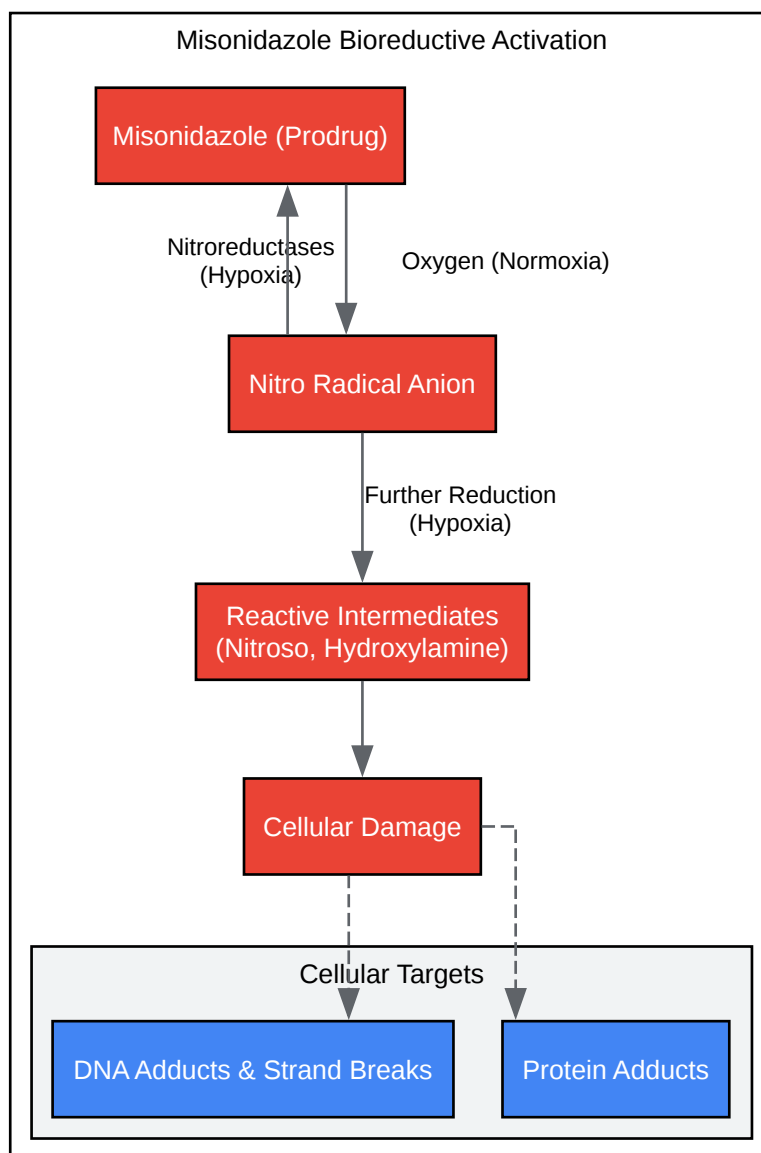 Misonidazole Bioreductive Activation
Misonidazole (Prodrug)
Nitroreductases
(Hypoxia)
Oxygen (Normoxia)
Nitro Radical Anion
Further Reduction
(Hypoxia)
Reactive Intermediates
(Nitroso, Hydroxylamine)
Cellular Damage
Cellular Targets
DNA Adducts & Strand Breaks
Protein Adducts